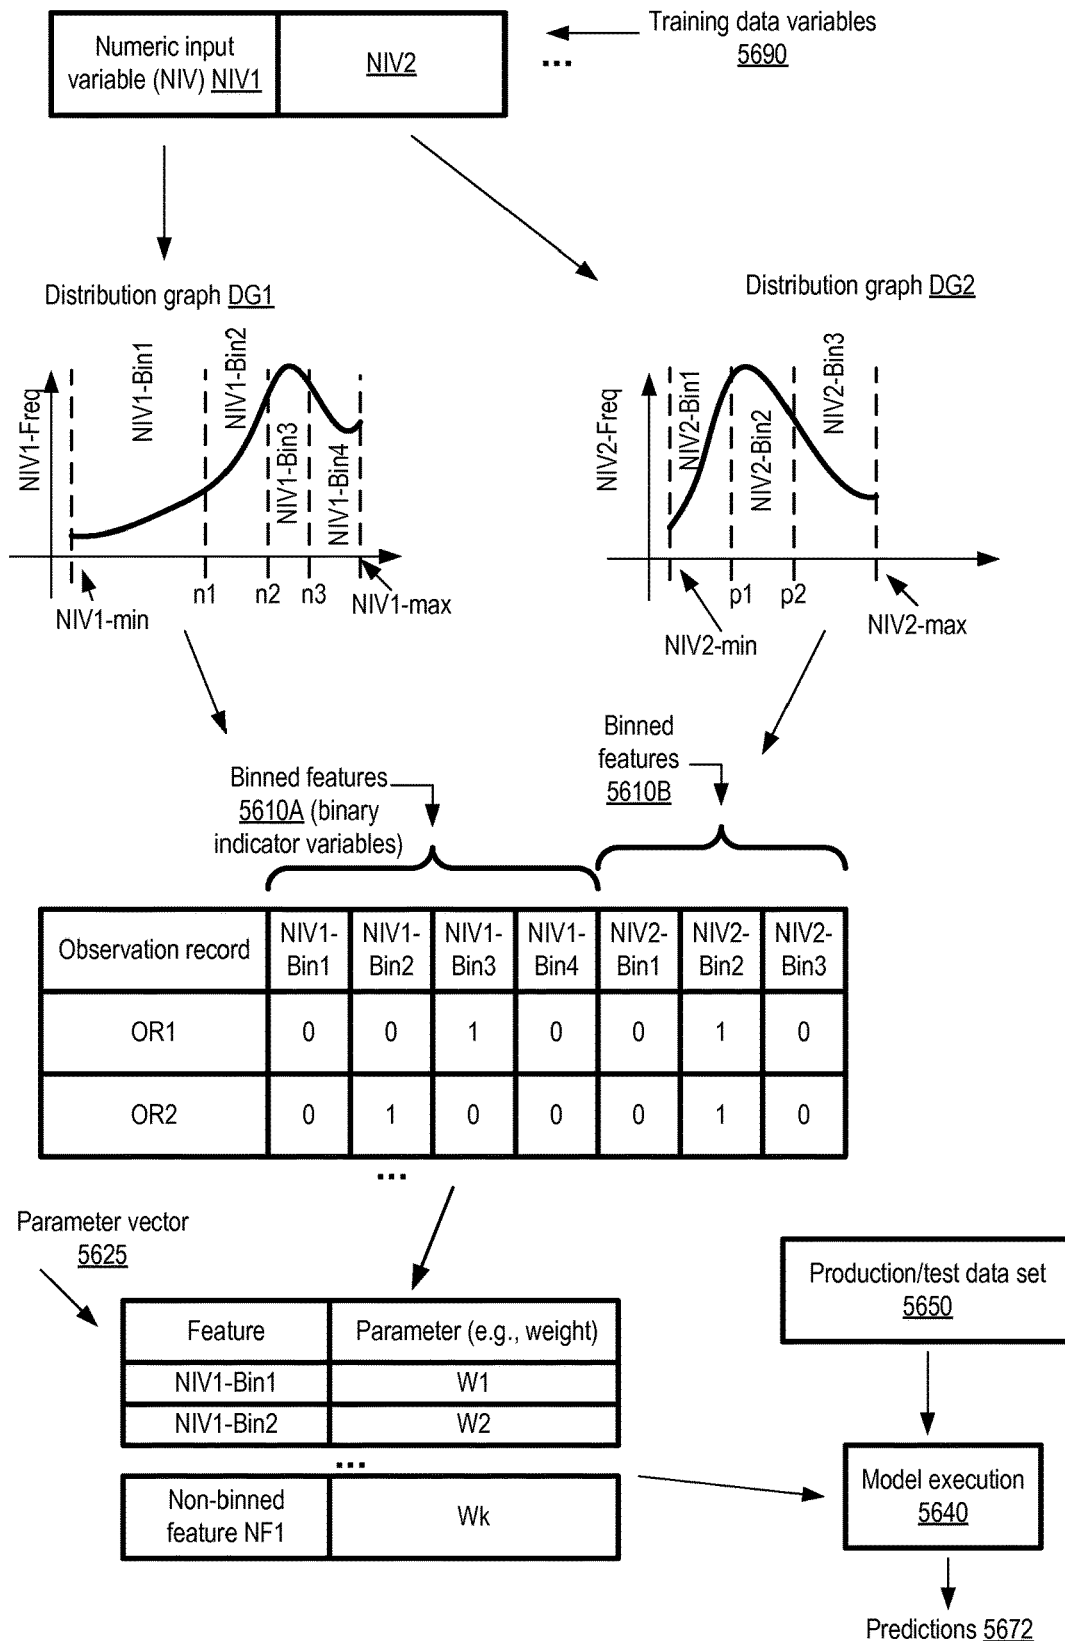 Numeric input
variable (NIV) NIV1
NIV2
...
Training data variables
5690
Distribution graph DG1
NIV1-Freq
NIV1-Bin1
NIV1-Bin2
NIV1-Bin3
NIV1-Bin4
n1
n2
n3
NIV1-min
NIV1-max
Distribution graph DG2
NIV2-Freq
NIV2-Bin1
NIV2-Bin2
NIV2-Bin3
p1
p2
NIV2-min
NIV2-max
Binned features
5610A (binary
indicator variables)
Binned
features
5610B
Observation record
NIV1-
Bin1
NIV1-
Bin2
NIV1-
Bin3
NIV1-
Bin4
NIV2-
Bin1
NIV2-
Bin2
NIV2-
Bin3
OR1 0 0 1 0 0 1 0
OR2 0 1 0 0 0 1 0
...
Parameter vector
5625
Feature Parameter (e.g., weight)
NIV1-Bin1 W1
NIV1-Bin2 W2
...
Non-binned
feature NF1
Wk
Production/test data set
5650
Model execution
5640
Predictions 5672